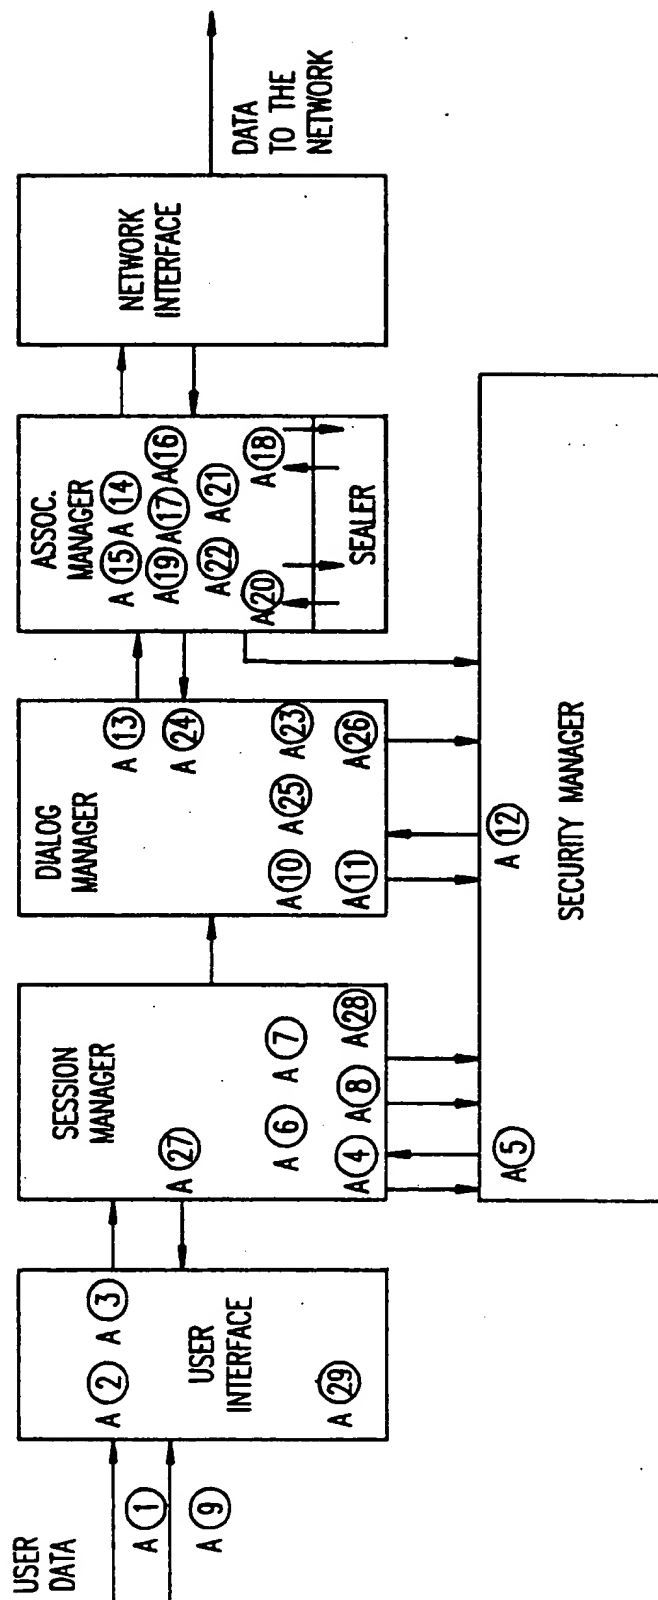 USER
DATA
A 1
A 9
A 2
A 3
USER
INTERFACE
A 29
SESSION
MANAGER
A 27
A 6
A 7
A 4
A 8
A 28
A 5
DIALOG
MANAGER
A 13
A 24
A 10
A 25
A 23
A 11
A 26
A 12
SECURITY MANAGER
ASSOC.
MANAGER
A 15
A 14
A 19
A 17
A 16
A 22
A 21
A 20
A 18
SEALER
NETWORK
INTERFACE
DATA
TO THE
NETWORK